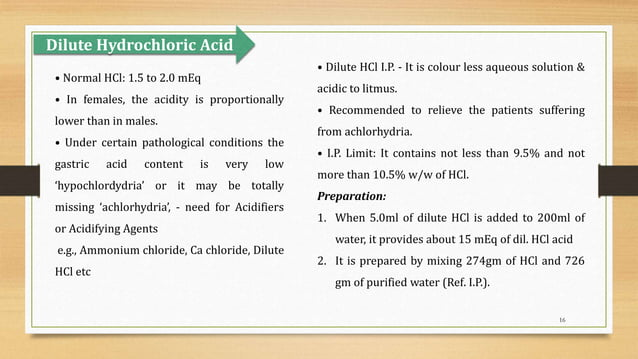 Dilute Hydrochloric Acid
• Normal HCl: 1.5 to 2.0 mEq
• In females, the acidity is proportionally
lower than in males.
• Under certain pathological conditions the
gastric acid content is very low
‘hypochlordydria’ or it may be totally
missing ‘achlorhydria’, - need for Acidifiers
or Acidifying Agents
e.g., Ammonium chloride, Ca chloride, Dilute
HCl etc
• Dilute HCl I.P. - It is colour less aqueous solution &
acidic to litmus.
• Recommended to relieve the patients suffering
from achlorhydria.
• I.P. Limit: It contains not less than 9.5% and not
more than 10.5% w/w of HCl.
Preparation:
1. When 5.0ml of dilute HCl is added to 200ml of
water, it provides about 15 mEq of dil. HCl acid
2. It is prepared by mixing 274gm of HCl and 726
gm of purified water (Ref. I.P.).
16